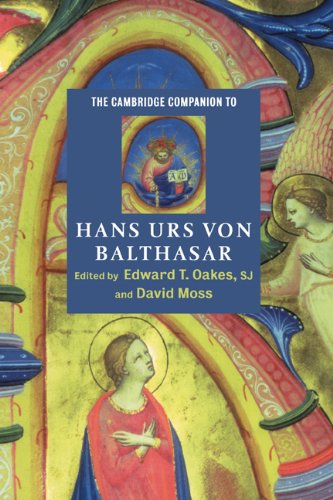 THE CAMBRIDGE COMPANION TO
HANS URS VON
BALTHASAR
Edited by Edward T. Oakes, SJ
and David Moss